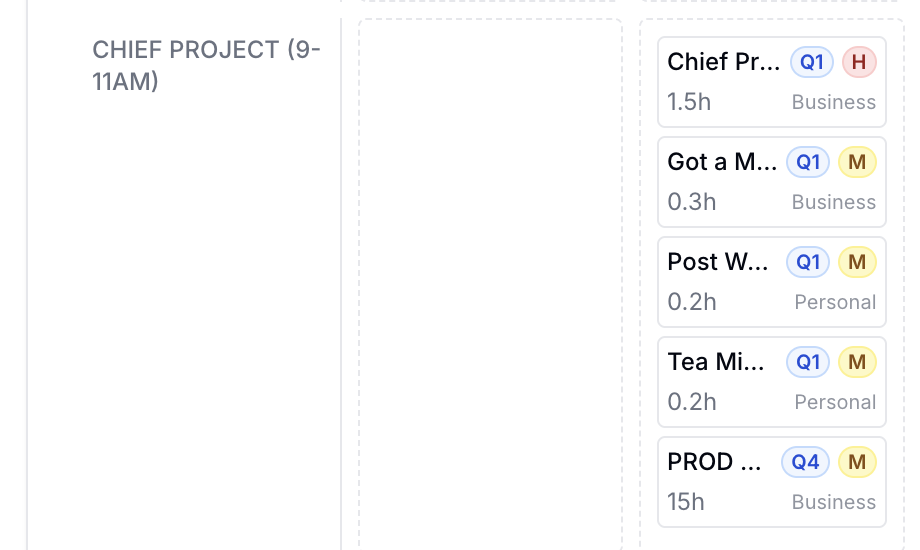 CHIEF PROJECT (9-
11AM)
Chief Pr... Q1 H
1.5h Business
Got a M... Q1 M
0.3h Business
Post W... Q1 M
0.2h Personal
Tea Mi... Q1 M
0.2h Personal
PROD ... Q4 M
15h Business